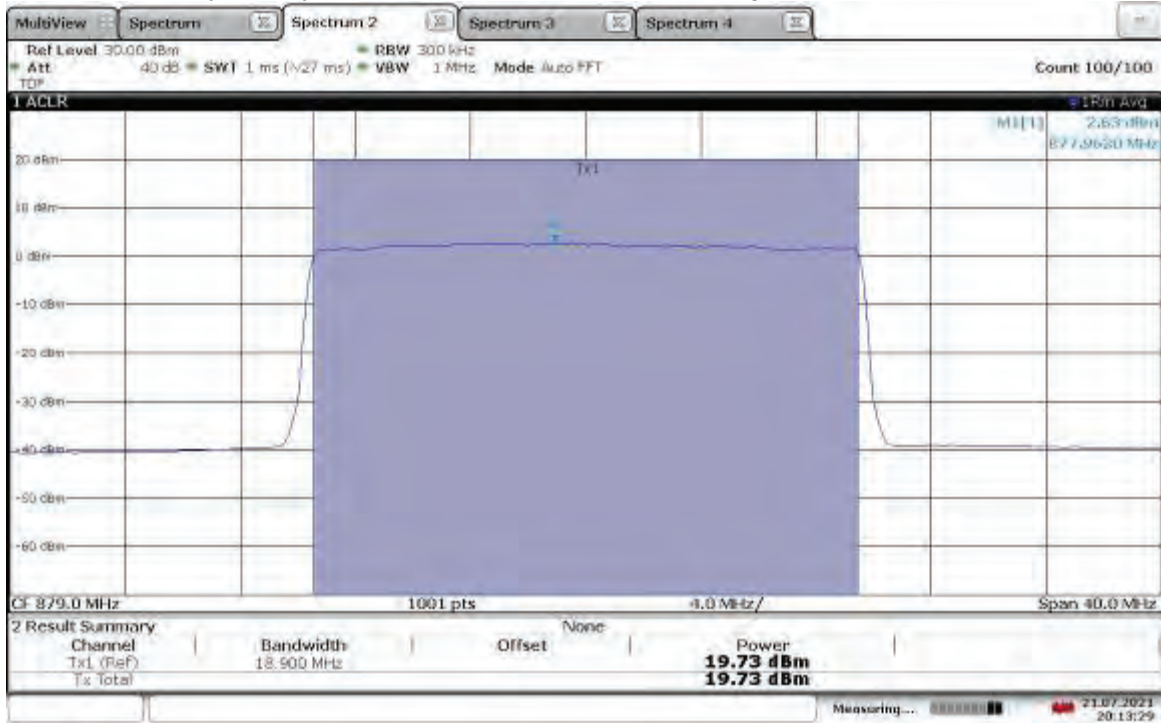 MultiView Spectrum Spectrum 2 Spectrum 3 Spectrum 4
Ref Level 30.00 dBm RBW 300 kHz
Att 40 dB SWT 1 ms (~27 ms) VBW 1 MHz Mode Auto FFT Count 100/100
TDF
1 ACLR 1Rm Avg
M1[1] 2.63 dBm
877.9620 MHz
20 dBm
Tx1
10 dBm
0 dBm
-10 dBm
-20 dBm
-30 dBm
-40 dBm
-50 dBm
-60 dBm
CF 879.0 MHz 1001 pts 4.0 MHz/ Span 40.0 MHz
2 Result Summary None
Channel Bandwidth Offset Power
Tx1 (Ref) 18.900 MHz 19.73 dBm
Tx Total 19.73 dBm
Measuring... 21.07.2021
20:13:29